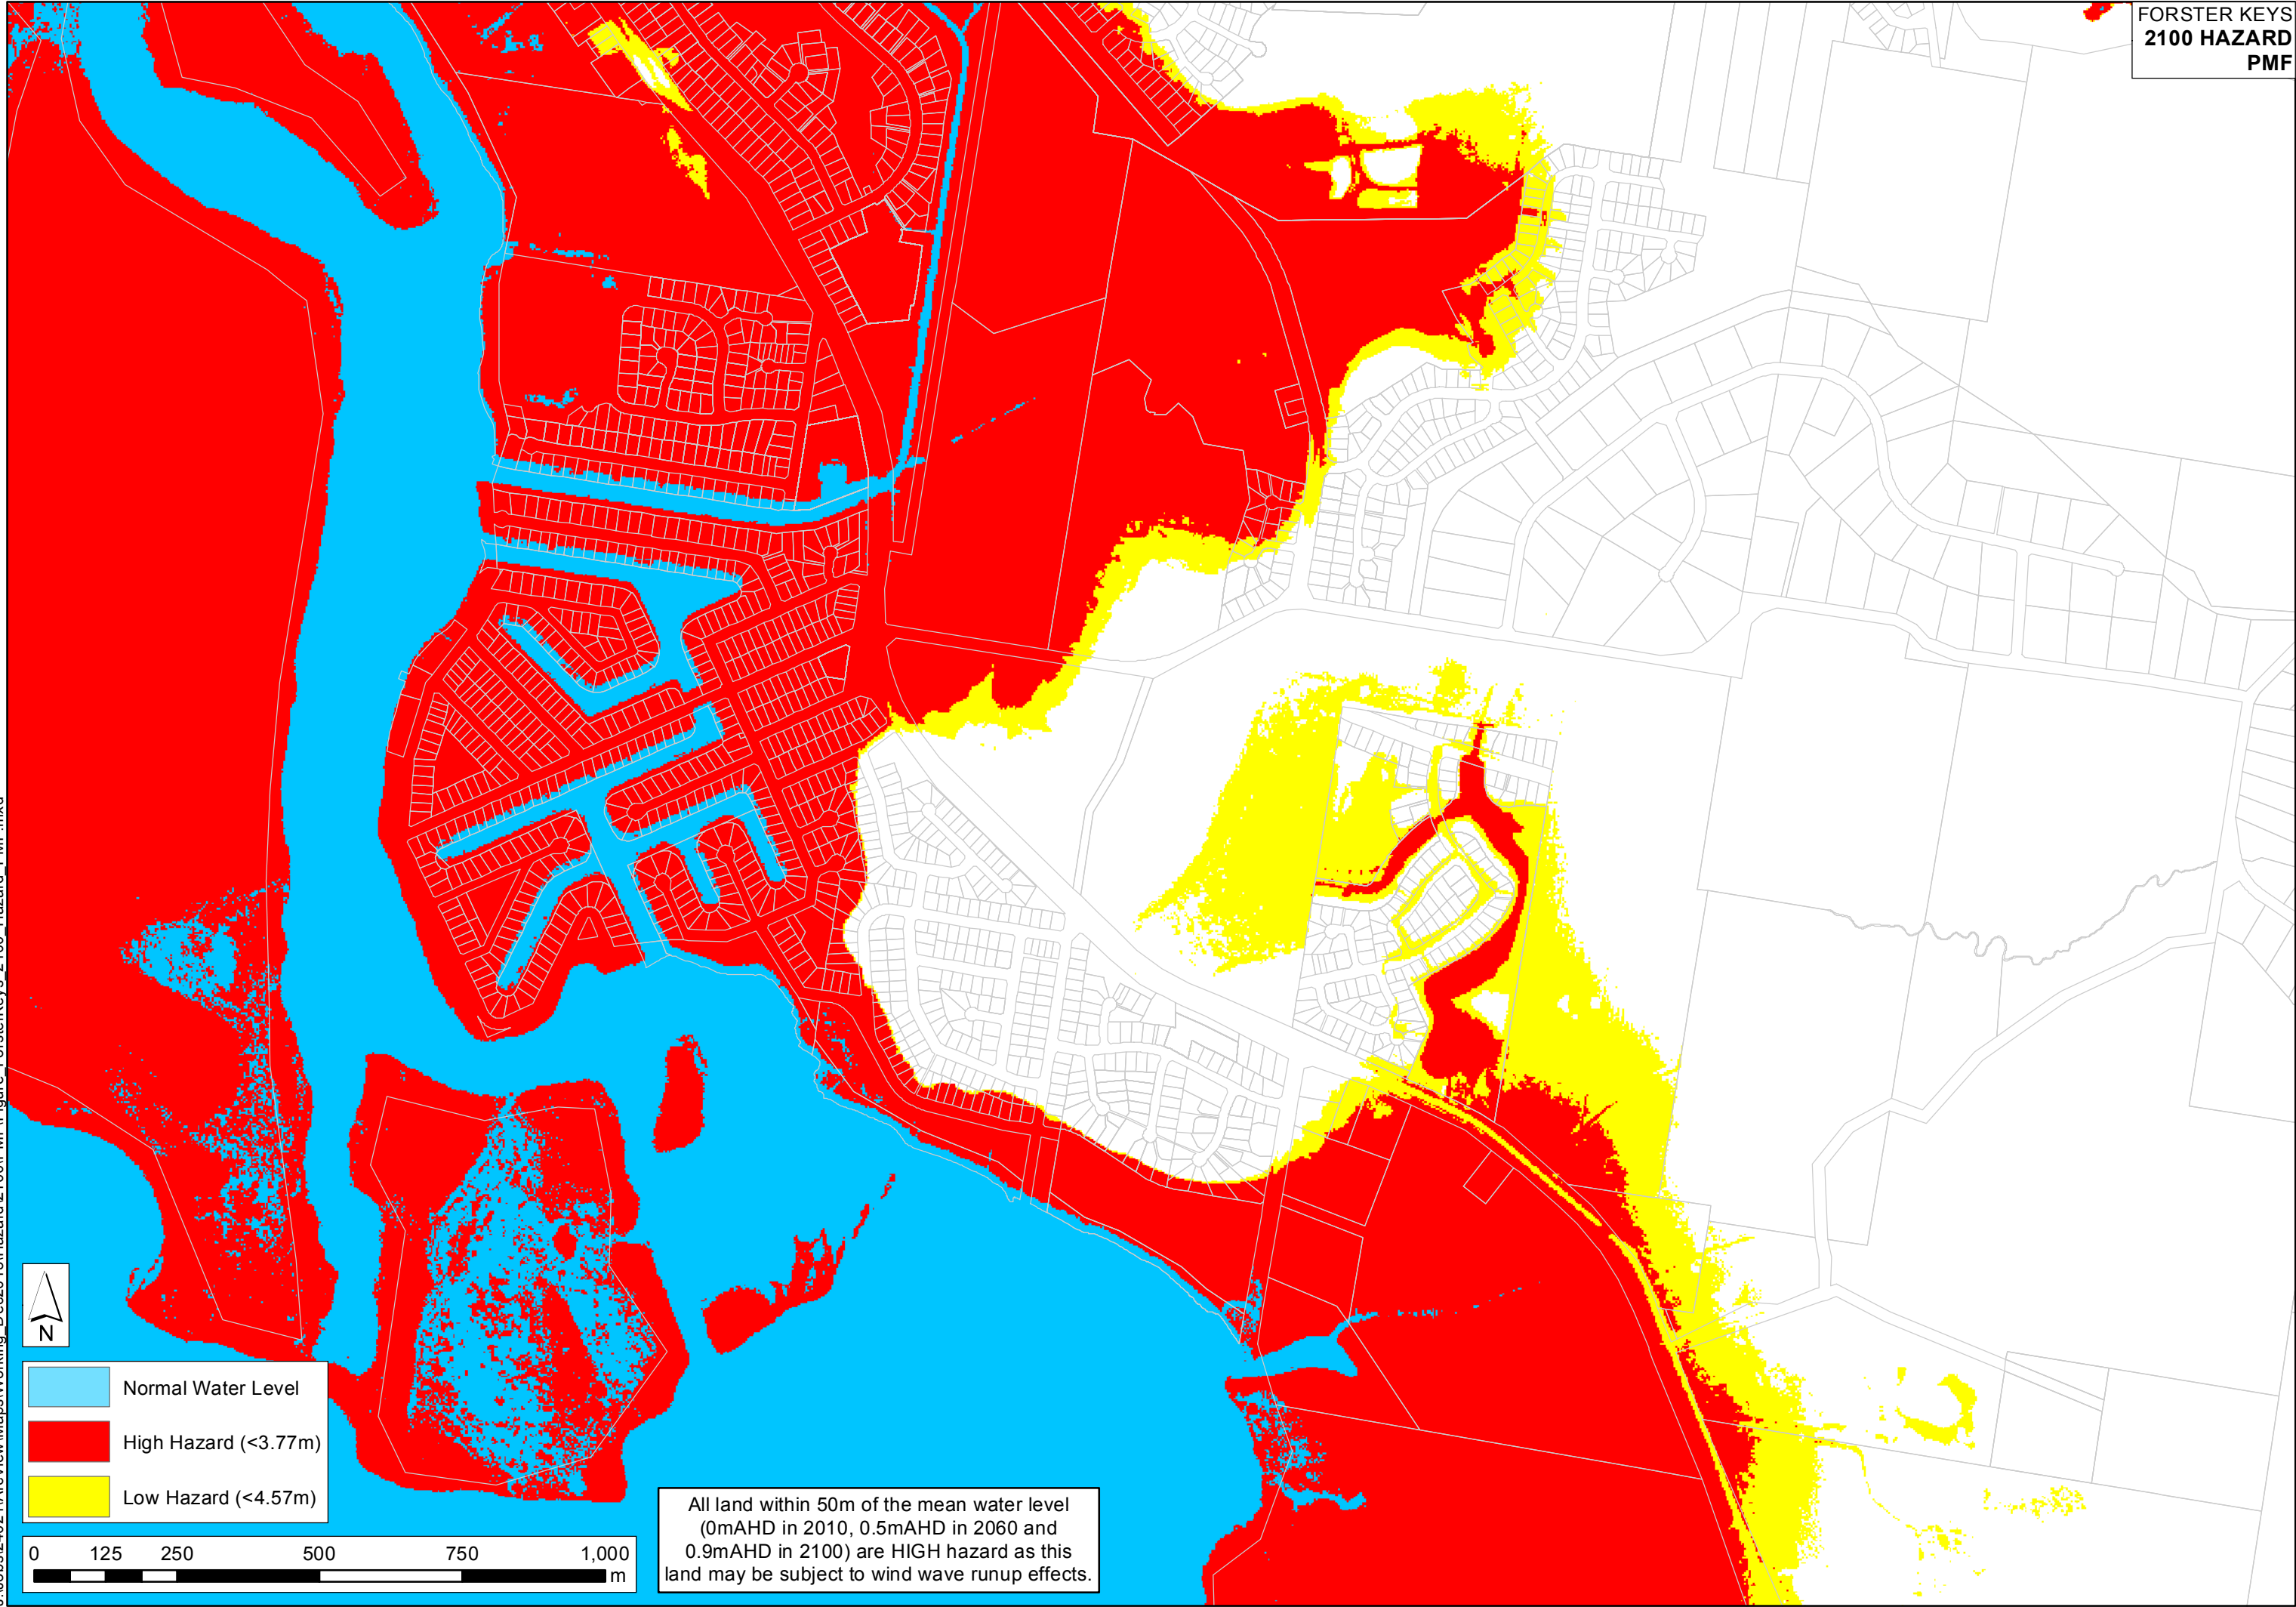 FORSTER KEYS
2100 HAZARD
PMF
N
Normal Water Level
High Hazard (<3.77m)
Low Hazard (<4.57m)
0 125 250 500 750 1,000
m
All land within 50m of the mean water level
(0mAHD in 2010, 0.5mAHD in 2060 and
0.9mAHD in 2100) are HIGH hazard as this
land may be subject to wind wave runup effects.